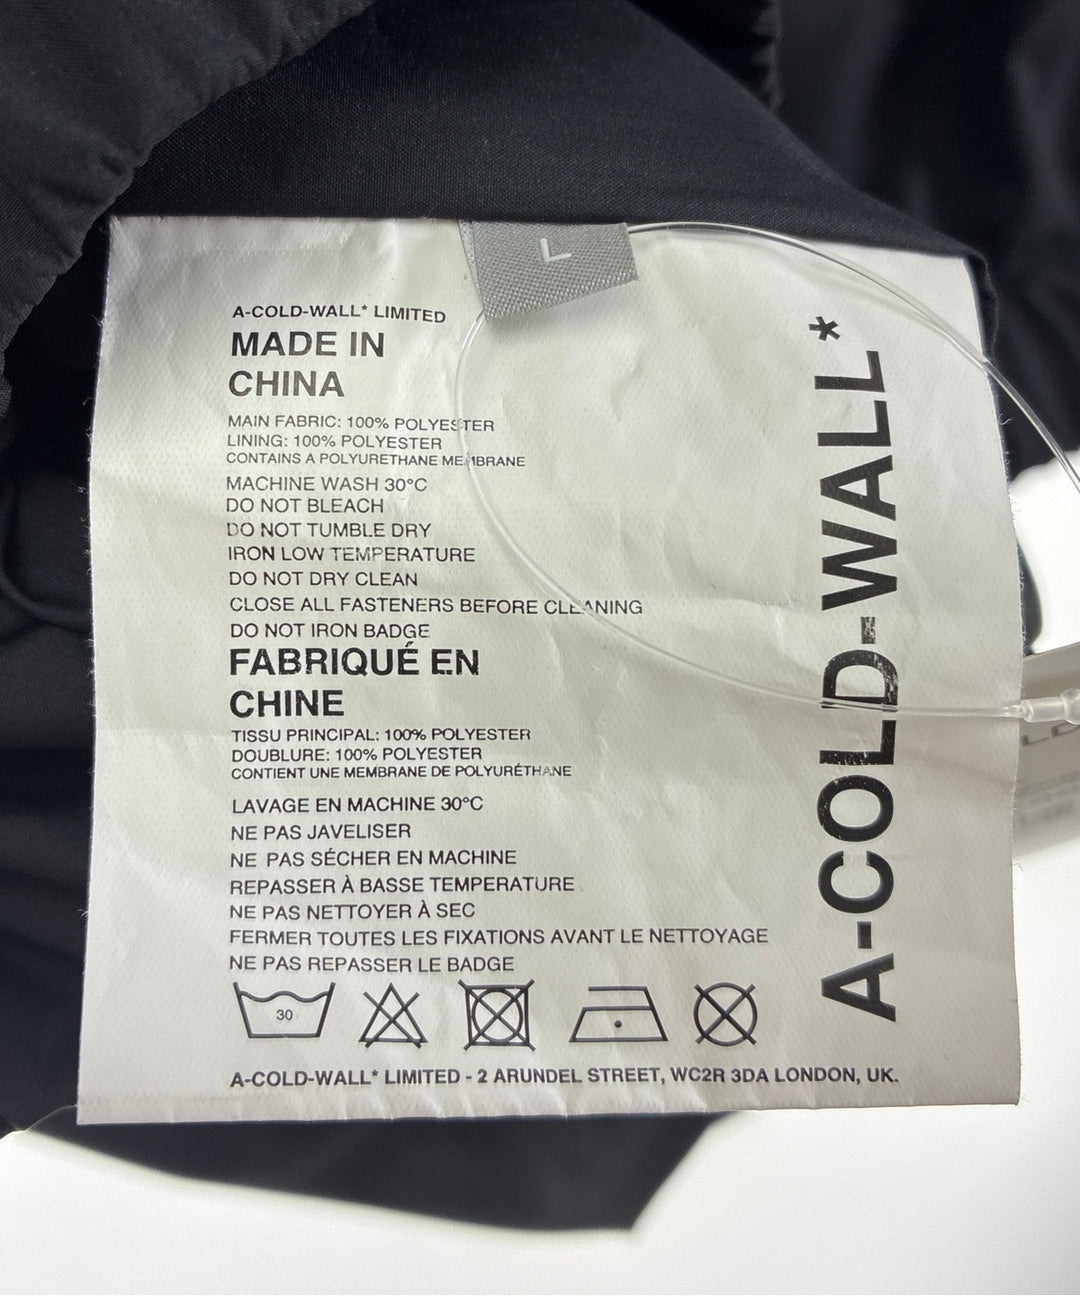 L
A-COLD-WALL* LIMITED
MADE IN
CHINA
MAIN FABRIC: 100% POLYESTER
LINING: 100% POLYESTER
CONTAINS A POLYURETHANE MEMBRANE
MACHINE WASH 30°C
DO NOT BLEACH
DO NOT TUMBLE DRY
IRON LOW TEMPERATURE
DO NOT DRY CLEAN
CLOSE ALL FASTENERS BEFORE CLEANING
DO NOT IRON BADGE
FABRIQUÉ EN
CHINE
TISSU PRINCIPAL: 100% POLYESTER
DOUBLURE: 100% POLYESTER
CONTIENT UNE MEMBRANE DE POLYURÉTHANE
LAVAGE EN MACHINE 30°C
NE PAS JAVELISER
NE PAS SÉCHER EN MACHINE
REPASSER À BASSE TEMPERATURE
NE PAS NETTOYER À SEC
FERMER TOUTES LES FIXATIONS AVANT LE NETTOYAGE
NE PAS REPASSER LE BADGE
30
A-COLD-WALL* LIMITED - 2 ARUNDEL STREET, WC2R 3DA LONDON, UK.
A-COLD-WALL*